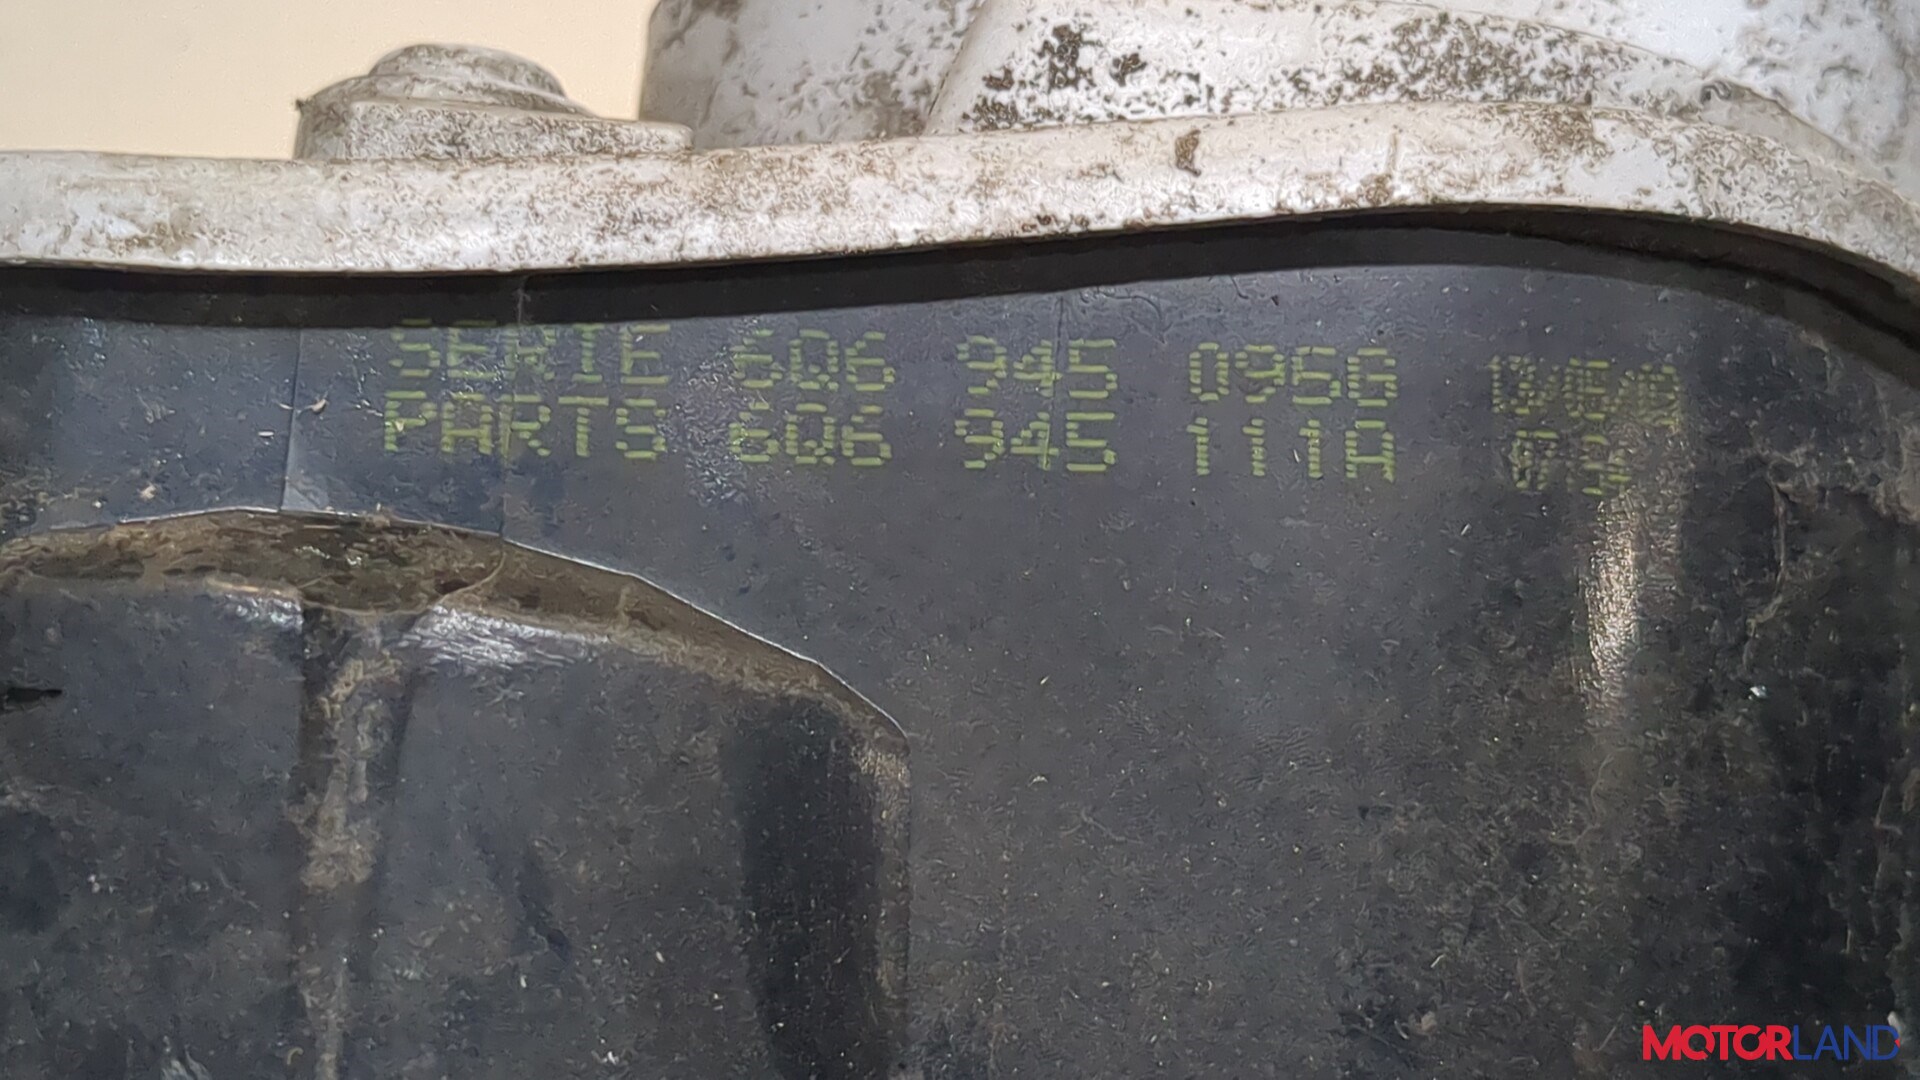 SERIE 6Q6 945 095G
PARTS 6Q6 945 111A
MOTORLAND